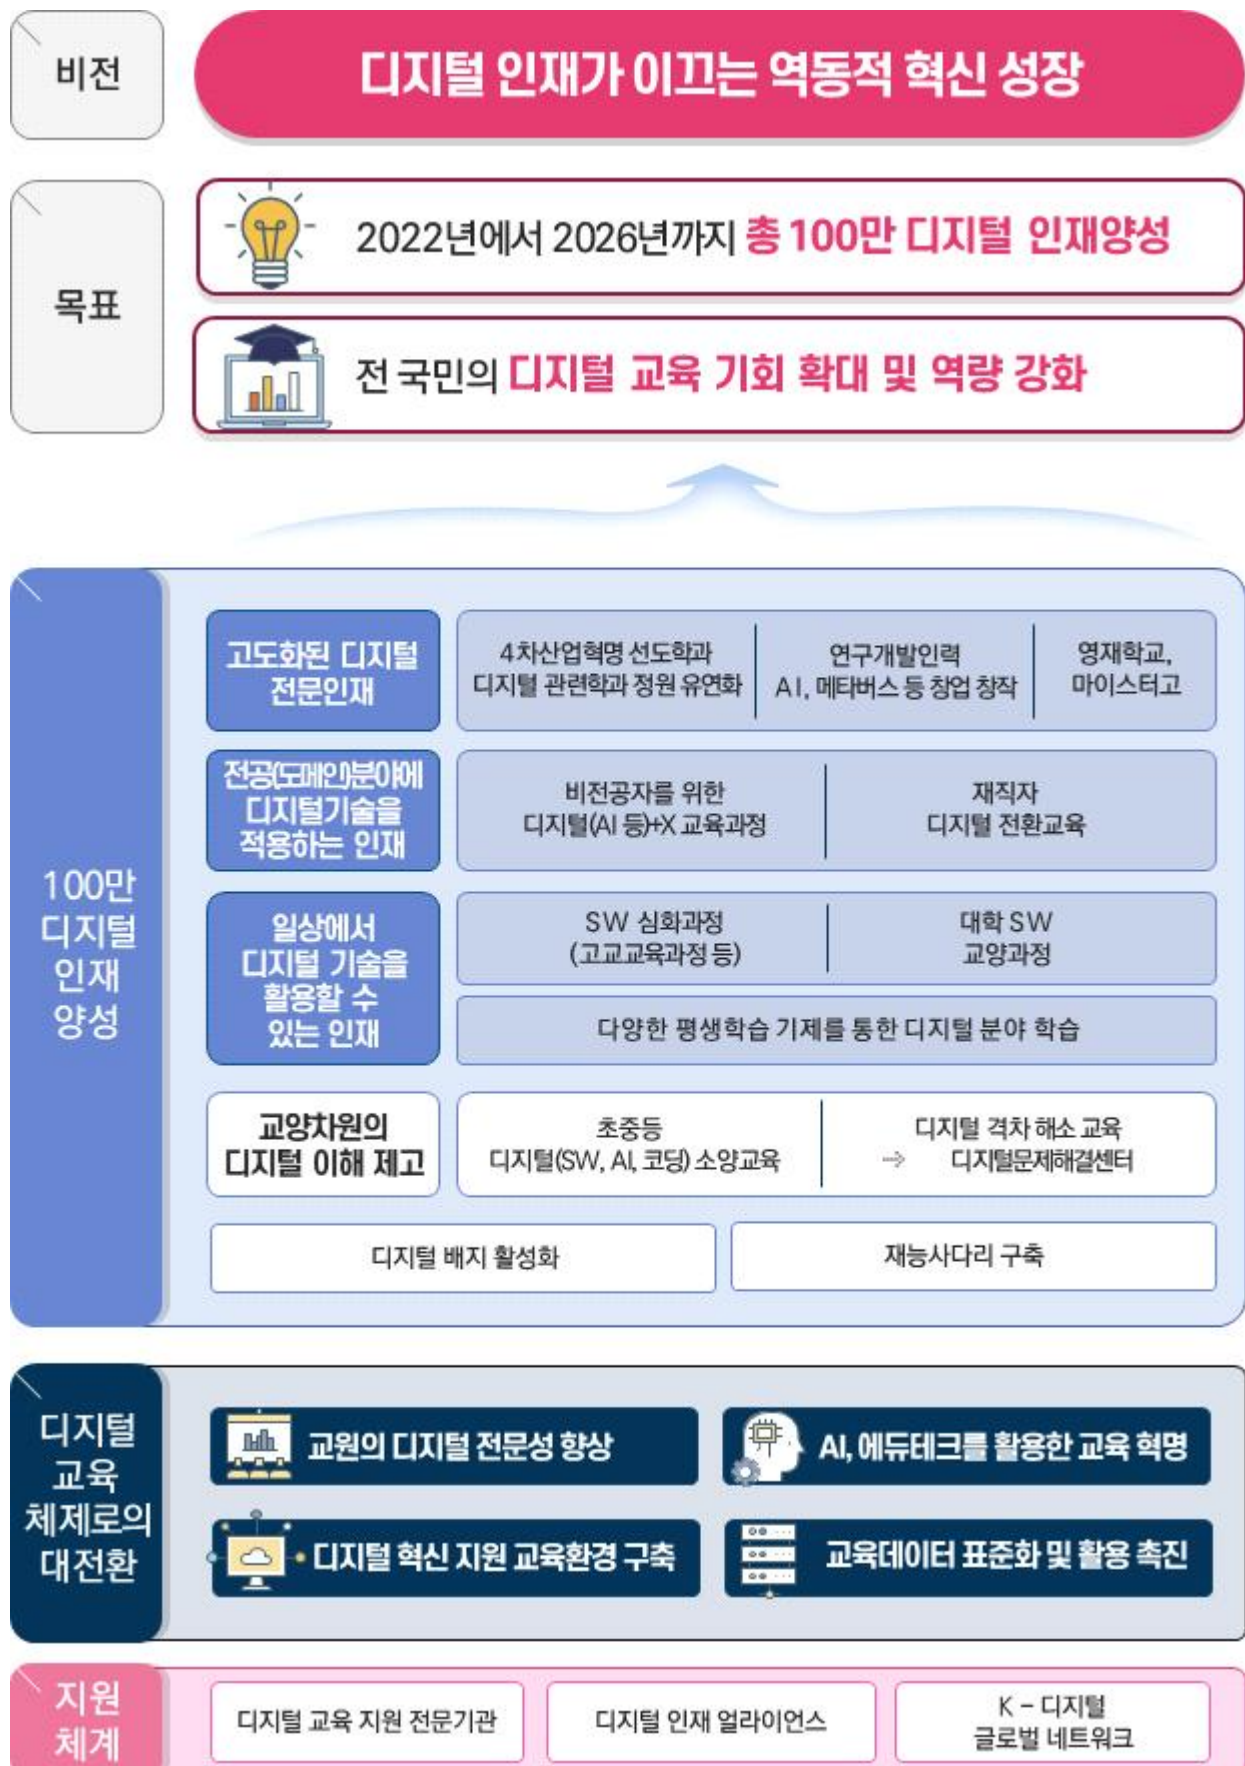 비전
디지털 인재가 이끄는 역동적 혁신 성장
목표
2022년에서 2026년까지 총 100만 디지털 인재양성
전 국민의 디지털 교육 기회 확대 및 역량 강화
100만
디지털
인재
양성
고도화된 디지털
전문인재
4차산업혁명 선도학과
디지털 관련학과 정원 유연화
연구개발인력
AI, 메타버스 등 창업 창작
영재학교,
마이스터고
전공(도메인)분야에
디지털기술을
적용하는 인재
비전공자를 위한
디지털(AI 등)+X 교육과정
재직자
디지털 전환교육
일상에서
디지털 기술을
활용할 수
있는 인재
SW 심화과정
(고교교육과정 등)
대학 SW
교양과정
다양한 평생학습 기제를 통한 디지털 분야 학습
교양차원의
디지털 이해 제고
초중등
디지털(SW, AI, 코딩) 소양교육
디지털 격차 해소 교육
⇢ 디지털문제해결센터
디지털 배지 활성화
재능사다리 구축
디지털
교육
체제로의
대전환
교원의 디지털 전문성 향상
AI, 에듀테크를 활용한 교육 혁명
디지털 혁신 지원 교육환경 구축
교육데이터 표준화 및 활용 촉진
지원
체계
디지털 교육 지원 전문기관
디지털 인재 얼라이언스
K – 디지털
글로벌 네트워크